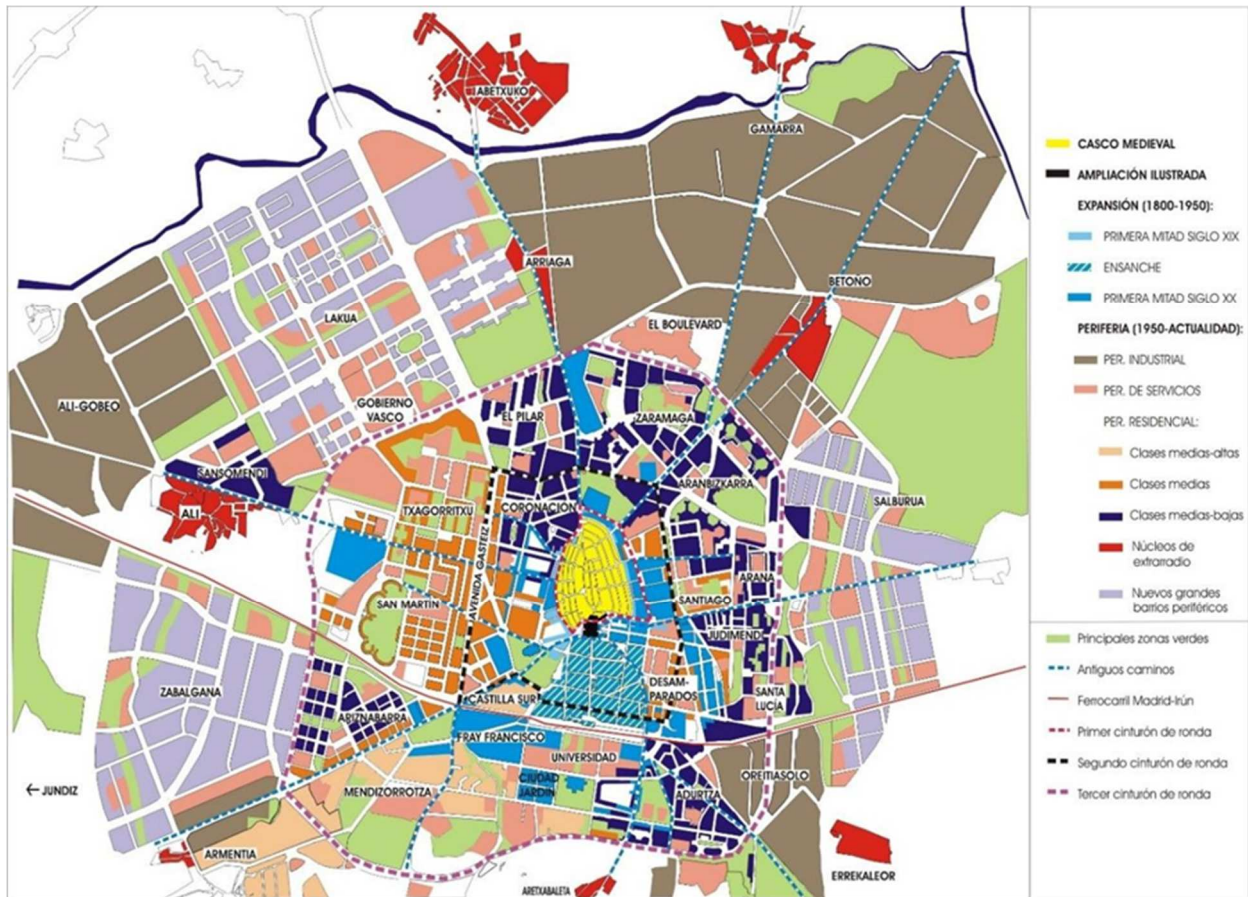 ABETXUKO
GAMARRA
ARRIAGA
BETOÑO
LAKUA
EL BOULEVARD
ALI-GOBEO
GOBIERNO
VASCO
EL PILAR
ZARAMAGA
SANSOMENDI
ARANBIZKARRA
ALI
TXAGORRITXU
CORONACION
SALBURUA
AVENIDA GASTEIZ
ARANA
SAN MARTIN
SANTIAGO
JUDIMENDI
ZABALGANA
DESAM-
PARADOS
SANTA
LUCÍA
CASTILLA SUR
ARIZNABARRA
FRAY FRANCISCO
UNIVERSIDAD
OREITIASOLO
CIUDAD
JARDIN
← JUNDIZ
MENDIZORROTZA
ADURTZA
ARMENTIA
ERREKALEOR
ARETXABALETA
CASCO MEDIEVAL
AMPLIACIÓN ILUSTRADA
EXPANSIÓN (1800-1950):
PRIMERA MITAD SIGLO XIX
ENSANCHE
PRIMERA MITAD SIGLO XX
PERIFERIA (1950-ACTUALIDAD):
PER. INDUSTRIAL
PER. DE SERVICIOS
PER. RESIDENCIAL:
Clases medias-altas
Clases medias
Clases medias-bajas
Núcleos de
extrarradio
Nuevos grandes
barrios periféricos
Principales zonas verdes
Antiguos caminos
Ferrocarril Madrid-Irún
Primer cinturón de ronda
Segundo cinturón de ronda
Tercer cinturón de ronda